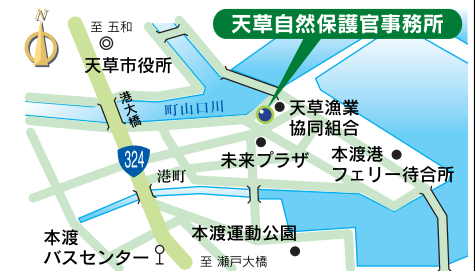 N
天草自然保護官事務所
至 五和
天草市役所
港大橋
町山口川
天草漁業
協同組合
324
未来プラザ
本渡港
フェリー待合所
港町
本渡
バスセンター
本渡運動公園
至 瀬戸大橋